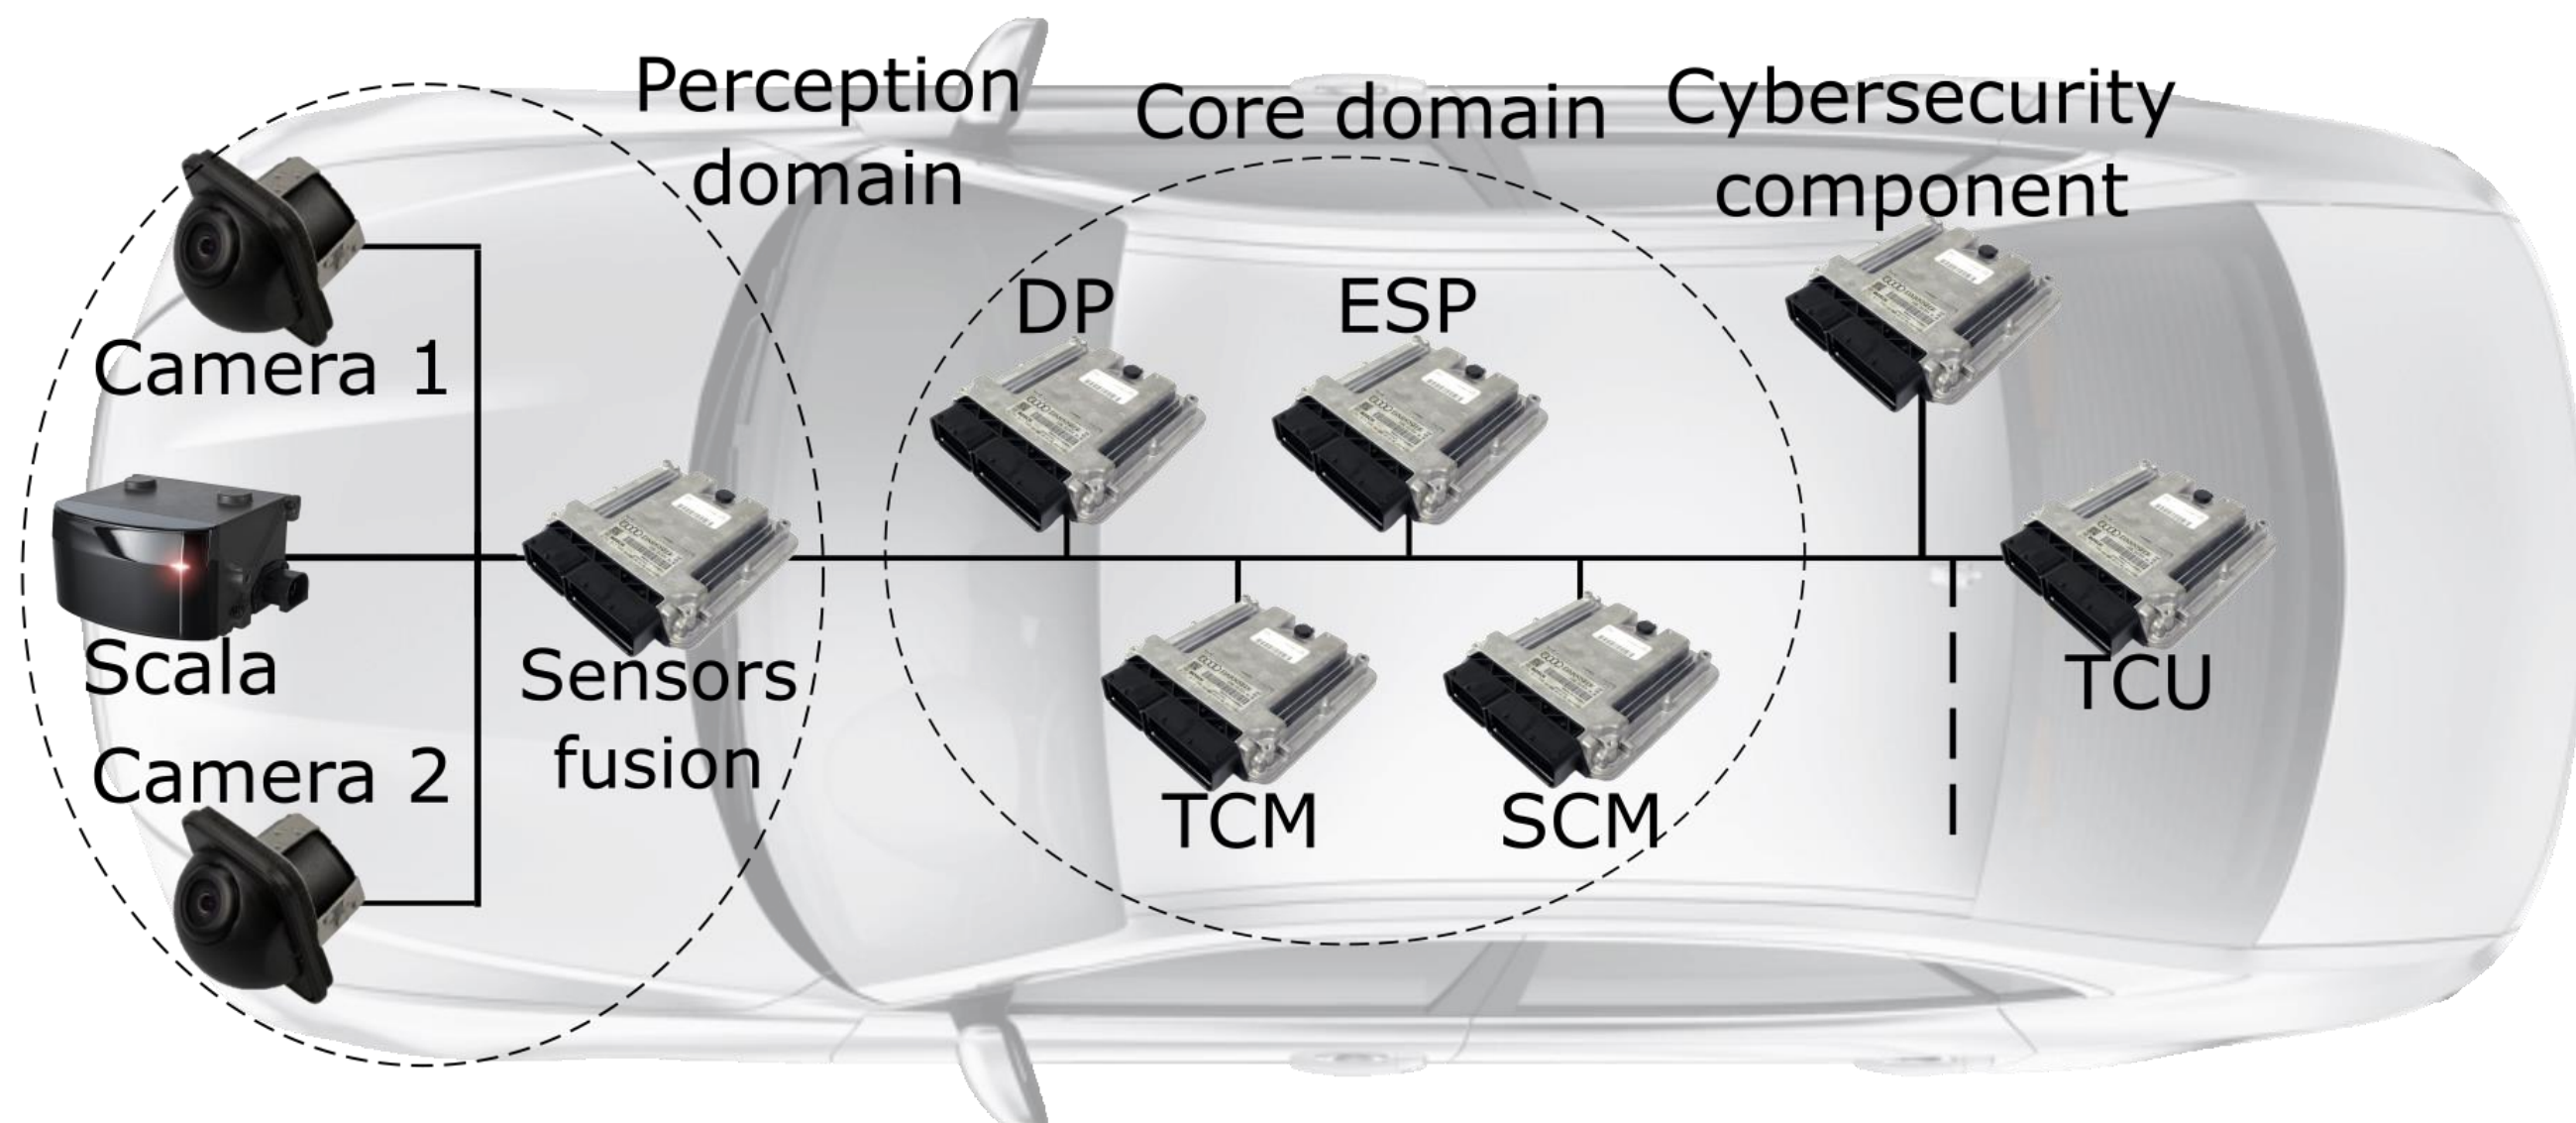 Perception
domain
Core domain
Cybersecurity
component
DP
ESP
Camera 1
Scala
Sensors
fusion
Camera 2
TCM
SCM
TCU